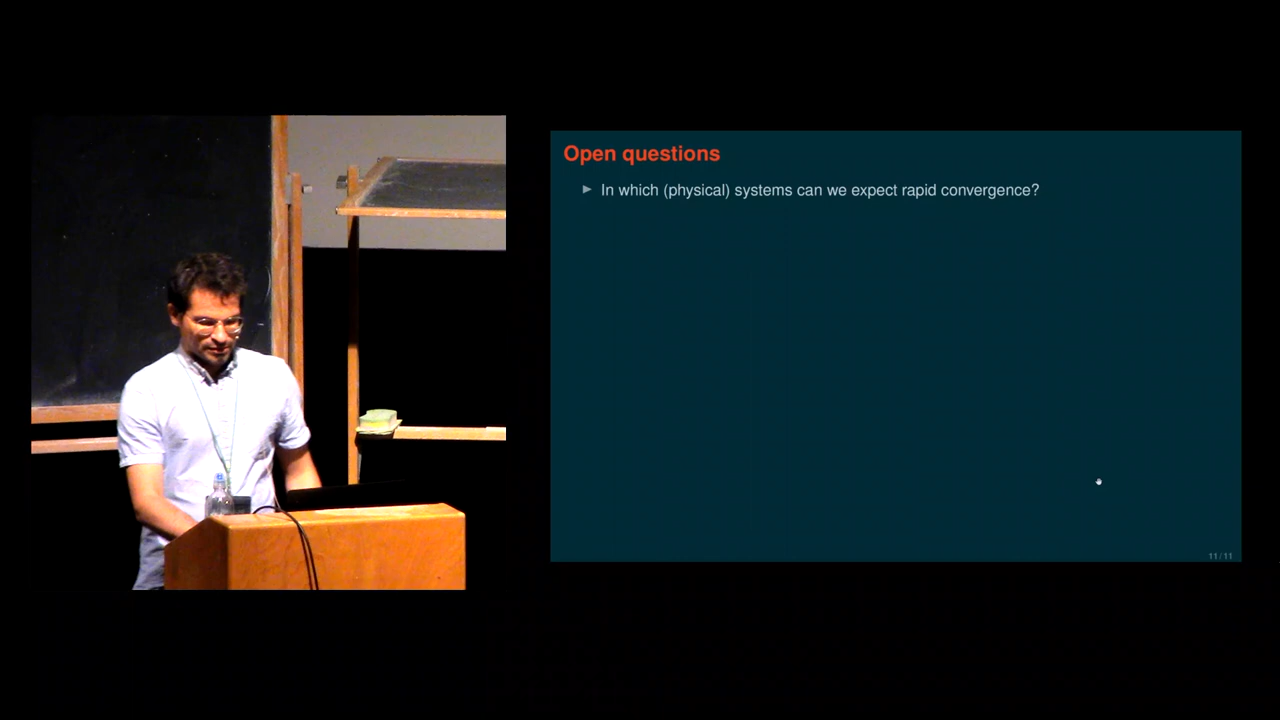 Open questions
In which (physical) systems can we expect rapid convergence?
11/11